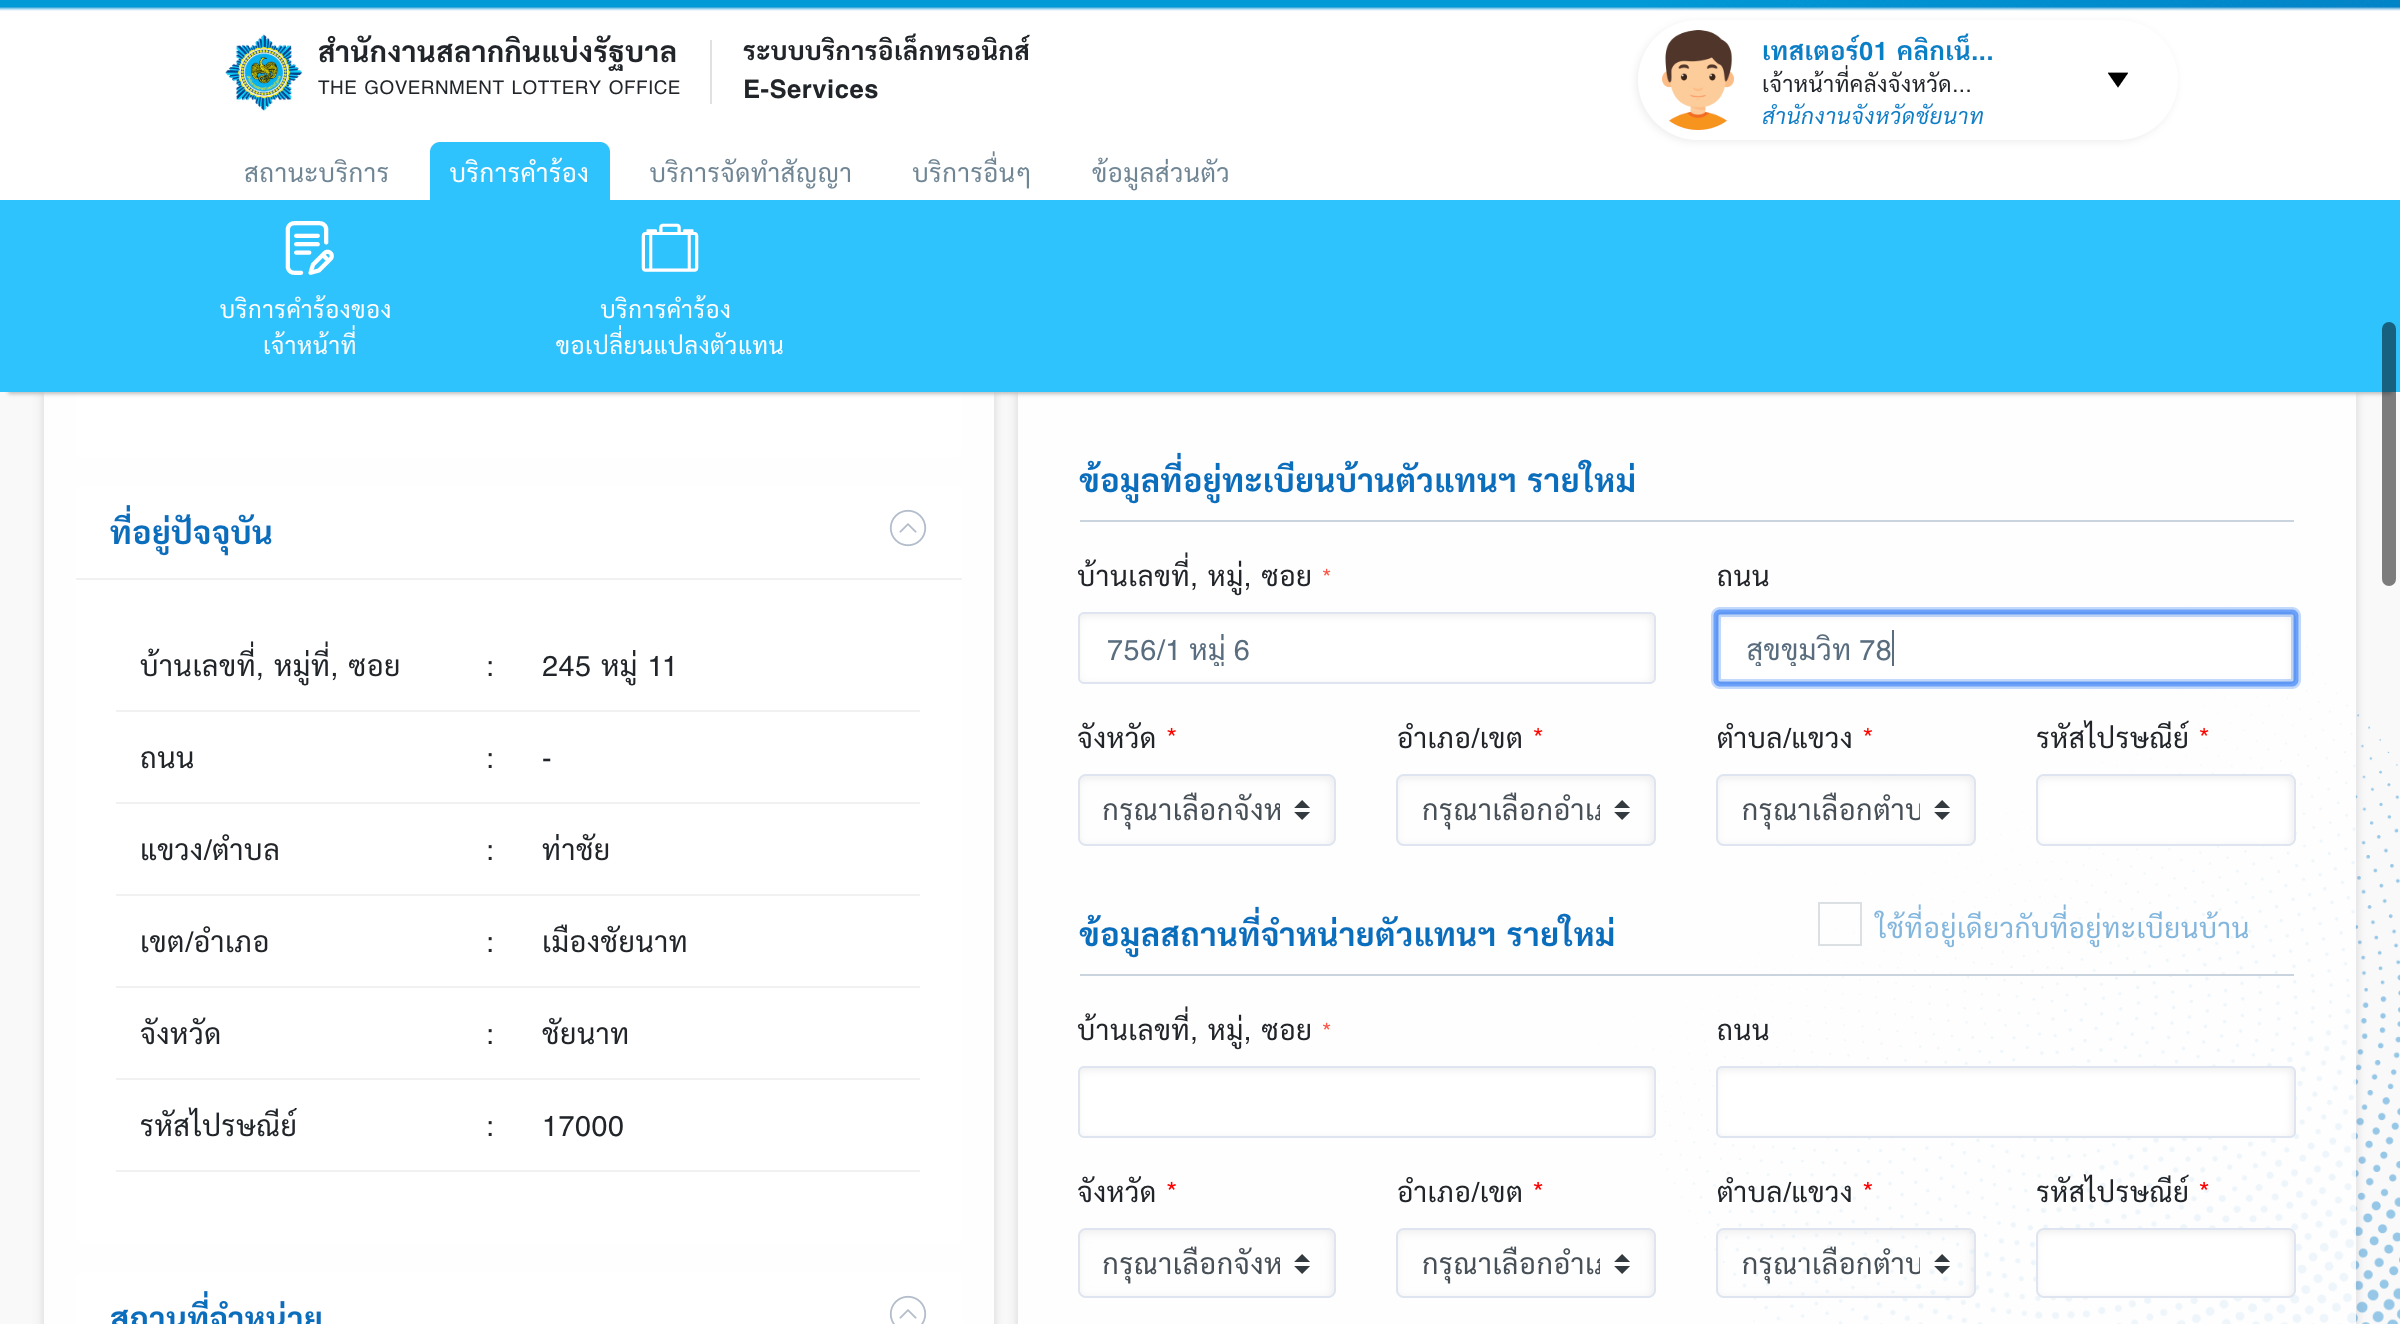 สำนักงานสลากกินแบ่งรัฐบาล
THE GOVERNMENT LOTTERY OFFICE
ระบบบริการอิเล็กทรอนิกส์
E-Services
เทสเตอร์01 คลิกเน็...
เจ้าหน้าที่คลังจังหวัด...
สำนักงานจังหวัดชัยนาท
สถานะบริการ
บริการคำร้อง
บริการจัดทำสัญญา
บริการอื่นๆ
ข้อมูลส่วนตัว
บริการคำร้องของ
เจ้าหน้าที่
บริการคำร้อง
ขอเปลี่ยนแปลงตัวแทน
ที่อยู่ปัจจุบัน
บ้านเลขที่, หมู่ที่, ซอย : 245 หมู่ 11
ถนน : -
แขวง/ตำบล : ท่าชัย
เขต/อำเภอ : เมืองชัยนาท
จังหวัด : ชัยนาท
รหัสไปรษณีย์ : 17000
สถานที่จำหน่าย
ข้อมูลที่อยู่ทะเบียนบ้านตัวแทนฯ รายใหม่
บ้านเลขที่, หมู่, ซอย *
ถนน
756/1 หมู่ 6
สุขขุมวิท 78
จังหวัด *
อำเภอ/เขต *
ตำบล/แขวง *
รหัสไปรษณีย์ *
กรุณาเลือกจังห
กรุณาเลือกอำเ
กรุณาเลือกตำบ
ข้อมูลสถานที่จำหน่ายตัวแทนฯ รายใหม่
ใช้ที่อยู่เดียวกับที่อยู่ทะเบียนบ้าน
บ้านเลขที่, หมู่, ซอย *
ถนน
จังหวัด *
อำเภอ/เขต *
ตำบล/แขวง *
รหัสไปรษณีย์ *
กรุณาเลือกจังห
กรุณาเลือกอำเ
กรุณาเลือกตำบ